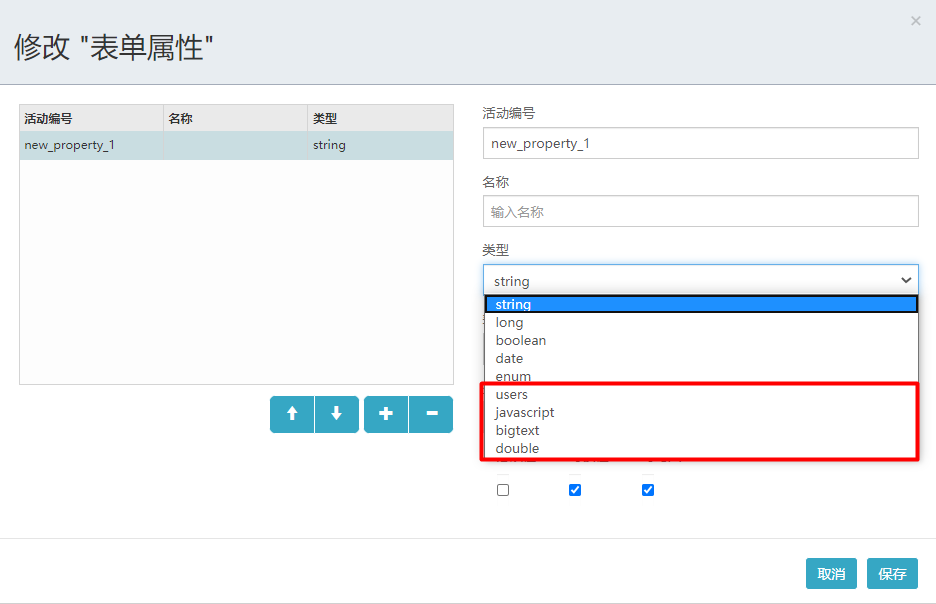 ×
修改 "表单属性"
活动编号 名称 类型
new_property_1 string
活动编号
new_property_1
名称
输入名称
类型
string
string
long
boolean
date
enum
users
javascript
bigtext
double
取消 保存